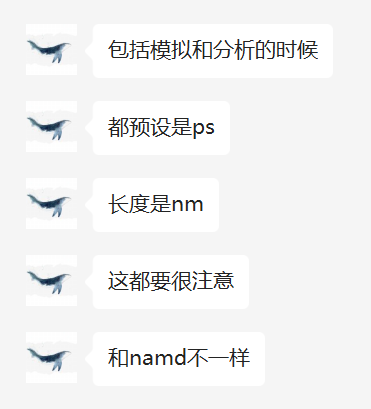 包括模拟和分析的时候
都预设是ps
长度是nm
这都要很注意
和namd不一样